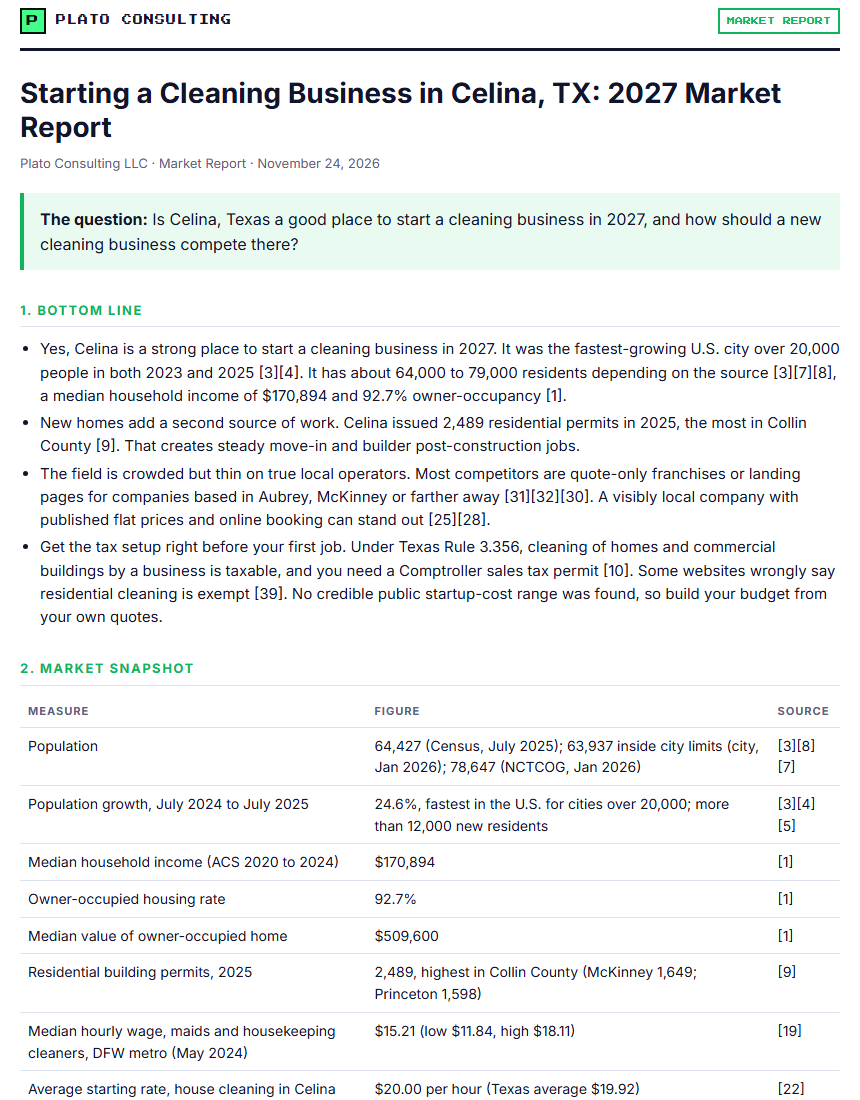 P PLATO CONSULTING
MARKET REPORT
Starting a Cleaning Business in Celina, TX: 2027 Market
Report
Plato Consulting LLC · Market Report · November 24, 2026
The question: Is Celina, Texas a good place to start a cleaning business in 2027, and how should a new
cleaning business compete there?
1. BOTTOM LINE
• Yes, Celina is a strong place to start a cleaning business in 2027. It was the fastest-growing U.S. city over 20,000
people in both 2023 and 2025 [3][4]. It has about 64,000 to 79,000 residents depending on the source [3][7][8],
a median household income of $170,894 and 92.7% owner-occupancy [1].
• New homes add a second source of work. Celina issued 2,489 residential permits in 2025, the most in Collin
County [9]. That creates steady move-in and builder post-construction jobs.
• The field is crowded but thin on true local operators. Most competitors are quote-only franchises or landing
pages for companies based in Aubrey, McKinney or farther away [31][32][30]. A visibly local company with
published flat prices and online booking can stand out [25][28].
• Get the tax setup right before your first job. Under Texas Rule 3.356, cleaning of homes and commercial
buildings by a business is taxable, and you need a Comptroller sales tax permit [10]. Some websites wrongly say
residential cleaning is exempt [39]. No credible public startup-cost range was found, so build your budget from
your own quotes.
2. MARKET SNAPSHOT
MEASURE FIGURE SOURCE
Population 64,427 (Census, July 2025); 63,937 inside city limits (city, [3][8]
Jan 2026); 78,647 (NCTCOG, Jan 2026) [7]
Population growth, July 2024 to July 2025 24.6%, fastest in the U.S. for cities over 20,000; more [3][4]
than 12,000 new residents [5]
Median household income (ACS 2020 to 2024) $170,894 [1]
Owner-occupied housing rate 92.7% [1]
Median value of owner-occupied home $509,600 [1]
Residential building permits, 2025 2,489, highest in Collin County (McKinney 1,649; [9]
Princeton 1,598)
Median hourly wage, maids and housekeeping $15.21 (low $11.84, high $18.11) [19]
cleaners, DFW metro (May 2024)
Average starting rate, house cleaning in Celina $20.00 per hour (Texas average $19.92) [22]